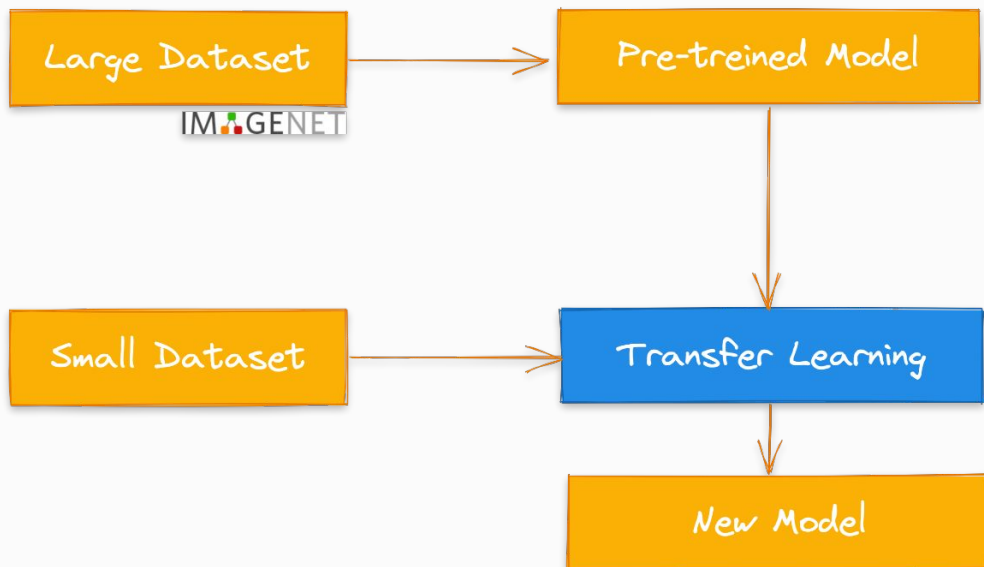 Large Dataset
Pre-treined Model
IMAGENET
Small Dataset
Transfer Learning
New Model